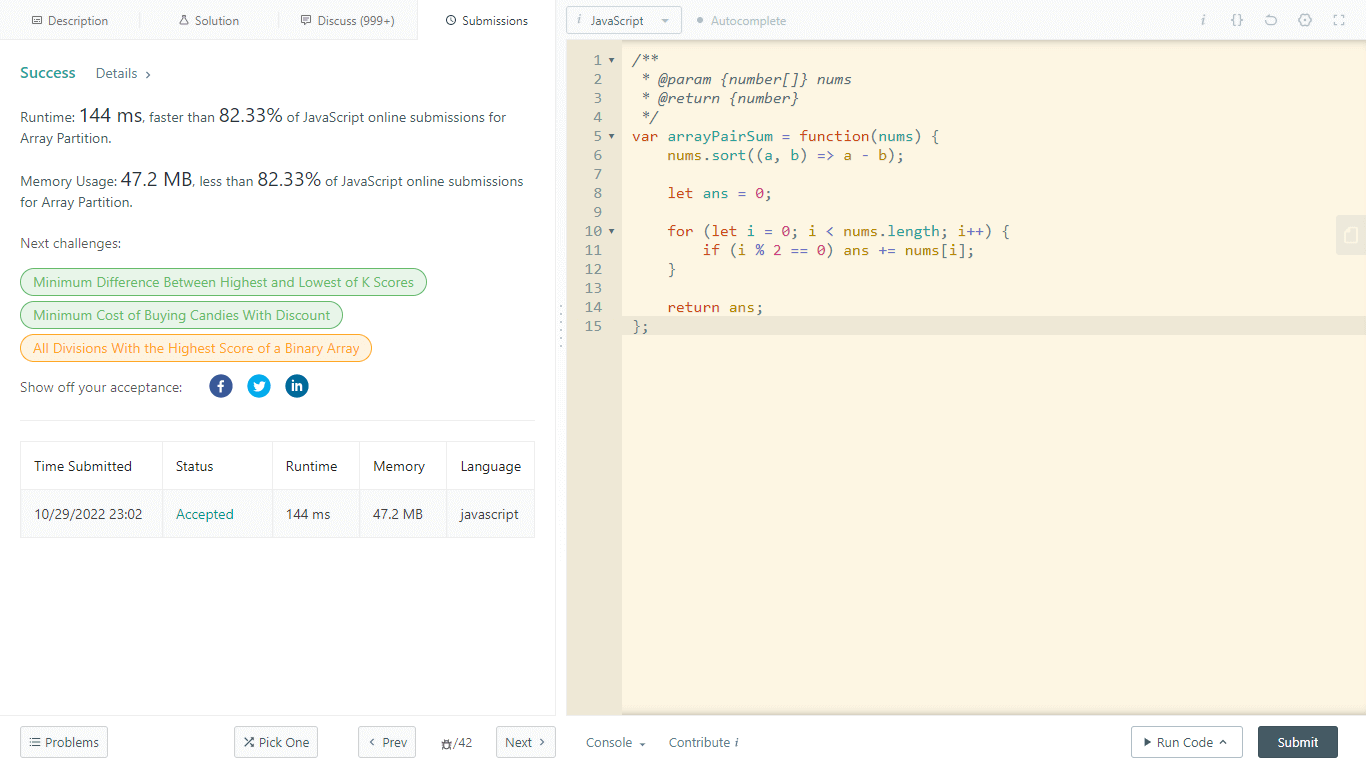 Description
Solution
Discuss (999+)
Submissions
Success Details
Runtime: 144 ms, faster than 82.33% of JavaScript online submissions for
Array Partition.
Memory Usage: 47.2 MB, less than 82.33% of JavaScript online submissions
for Array Partition.
Next challenges:
Minimum Difference Between Highest and Lowest of K Scores
Minimum Cost of Buying Candies With Discount
All Divisions With the Highest Score of a Binary Array
Show off your acceptance:
Time Submitted Status Runtime Memory Language
10/29/2022 23:02 Accepted 144 ms 47.2 MB javascript
Problems
Pick One
Prev
/42
Next
i JavaScript
Autocomplete
i {}
1 /**
2  * @param {number[]} nums
3  * @return {number}
4  */
5 var arrayPairSum = function(nums) {
6     nums.sort((a, b) => a - b);
7
8     let ans = 0;
9
10     for (let i = 0; i < nums.length; i++) {
11         if (i % 2 == 0) ans += nums[i];
12     }
13
14     return ans;
15 };
Console
Contribute i
Run Code
Submit